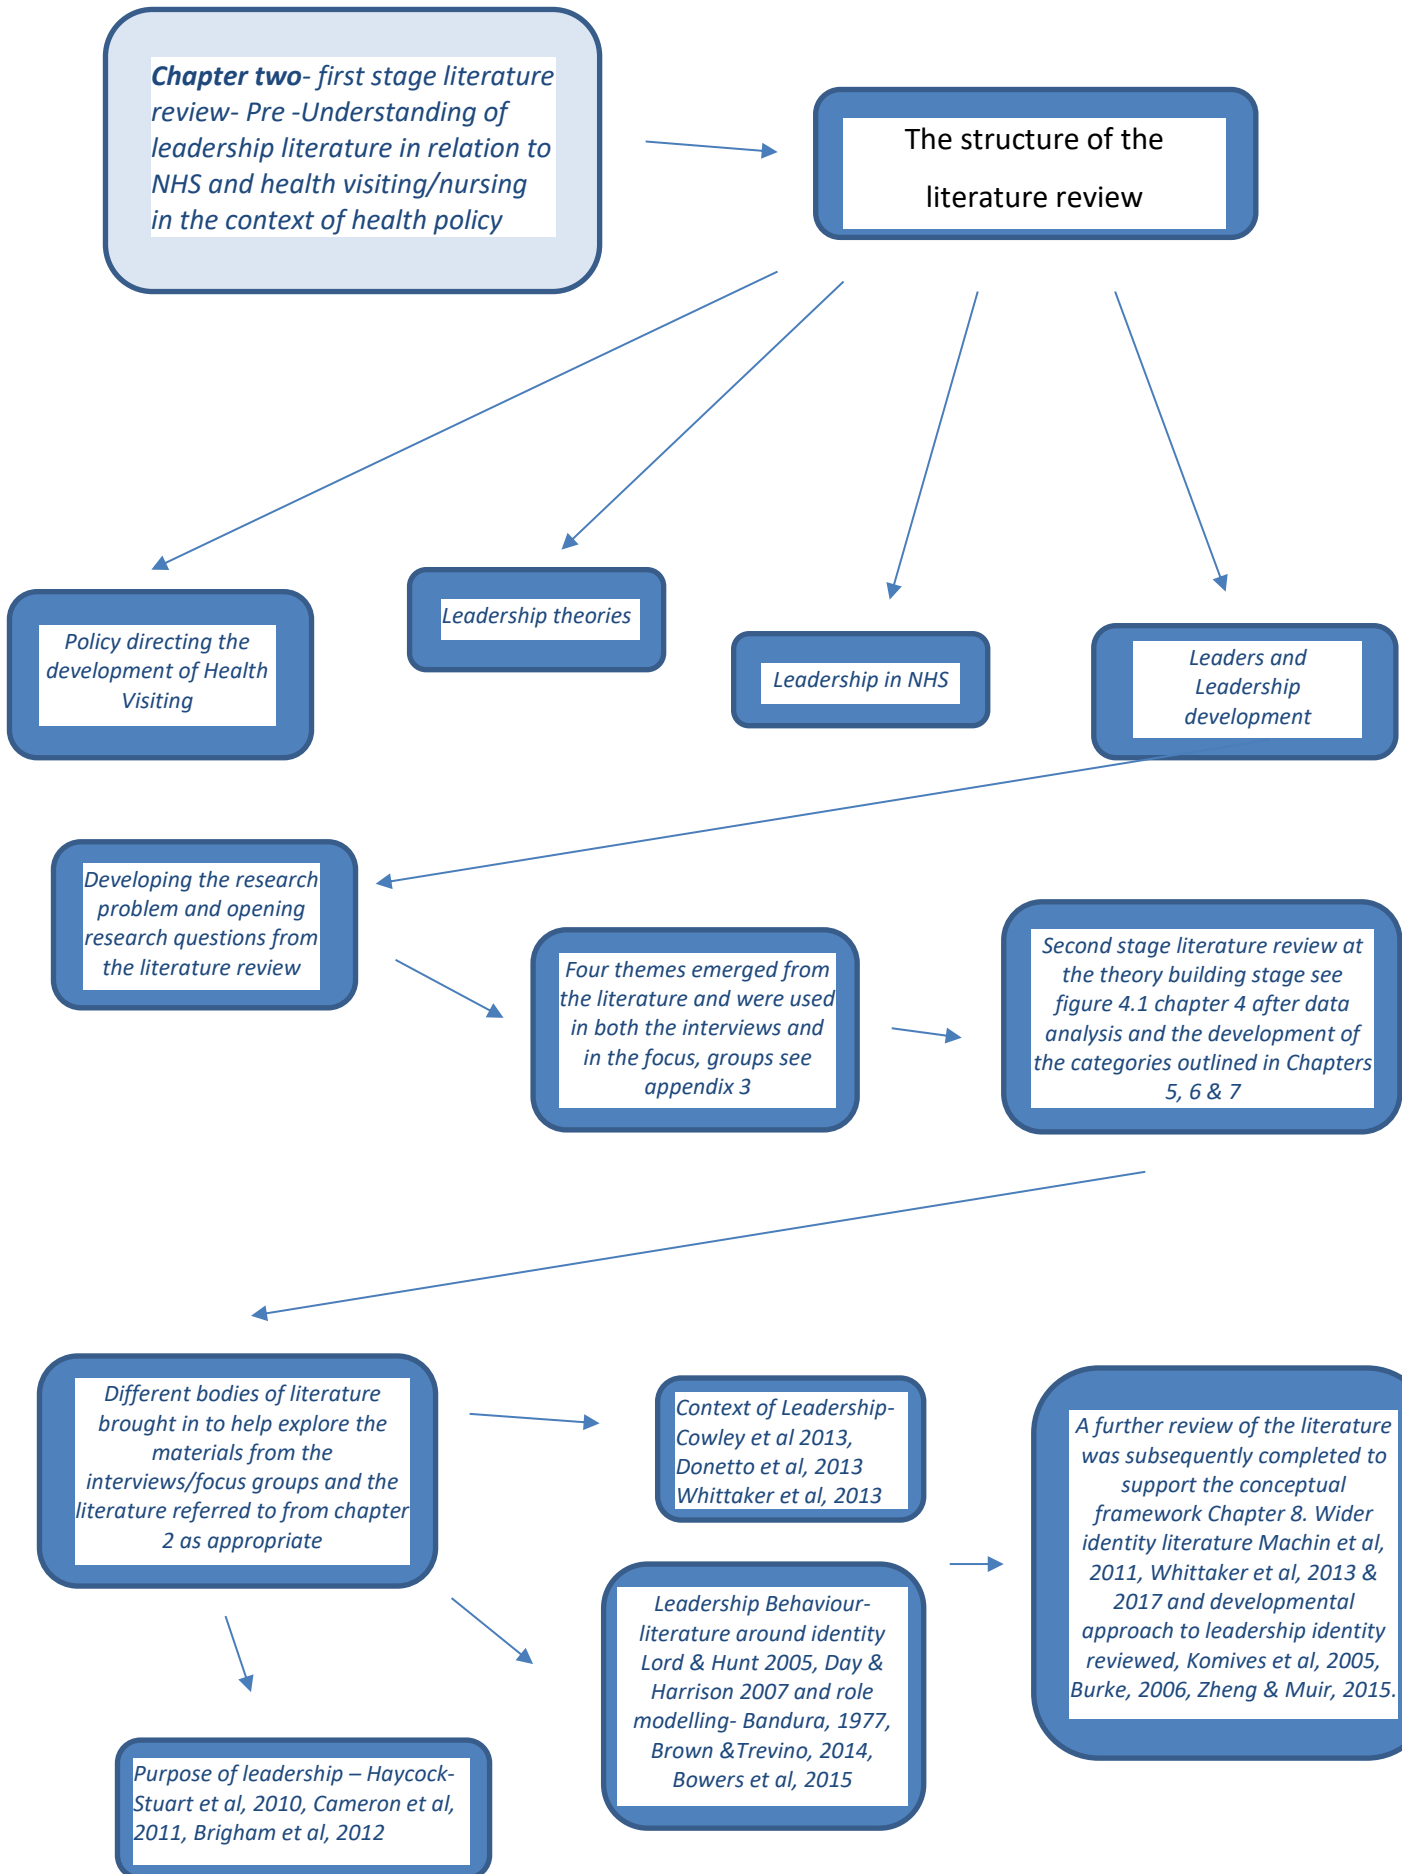 Chapter two- first stage literature
review- Pre -Understanding of
leadership literature in relation to
NHS and health visiting/nursing
in the context of health policy
The structure of the
literature review
Policy directing the
development of Health
Visiting
Leadership theories
Leadership in NHS
Leaders and
Leadership
development
Developing the research
problem and opening
research questions from
the literature review
Four themes emerged from
the literature and were used
in both the interviews and
in the focus, groups see
appendix 3
Second stage literature review at
the theory building stage see
figure 4.1 chapter 4 after data
analysis and the development of
the categories outlined in Chapters
5, 6 & 7
Different bodies of literature
brought in to help explore the
materials from the
interviews/focus groups and the
literature referred to from chapter
2 as appropriate
Context of Leadership-
Cowley et al 2013,
Donetto et al, 2013
Whittaker et al, 2013
Leadership Behaviour-
literature around identity
Lord & Hunt 2005, Day &
Harrison 2007 and role
modelling- Bandura, 1977,
Brown &Trevino, 2014,
Bowers et al, 2015
A further review of the literature
was subsequently completed to
support the conceptual
framework Chapter 8. Wider
identity literature Machin et al,
2011, Whittaker et al, 2013 &
2017 and developmental
approach to leadership identity
reviewed, Komives et al, 2005,
Burke, 2006, Zheng & Muir, 2015.
Purpose of leadership – Haycock-
Stuart et al, 2010, Cameron et al,
2011, Brigham et al, 2012